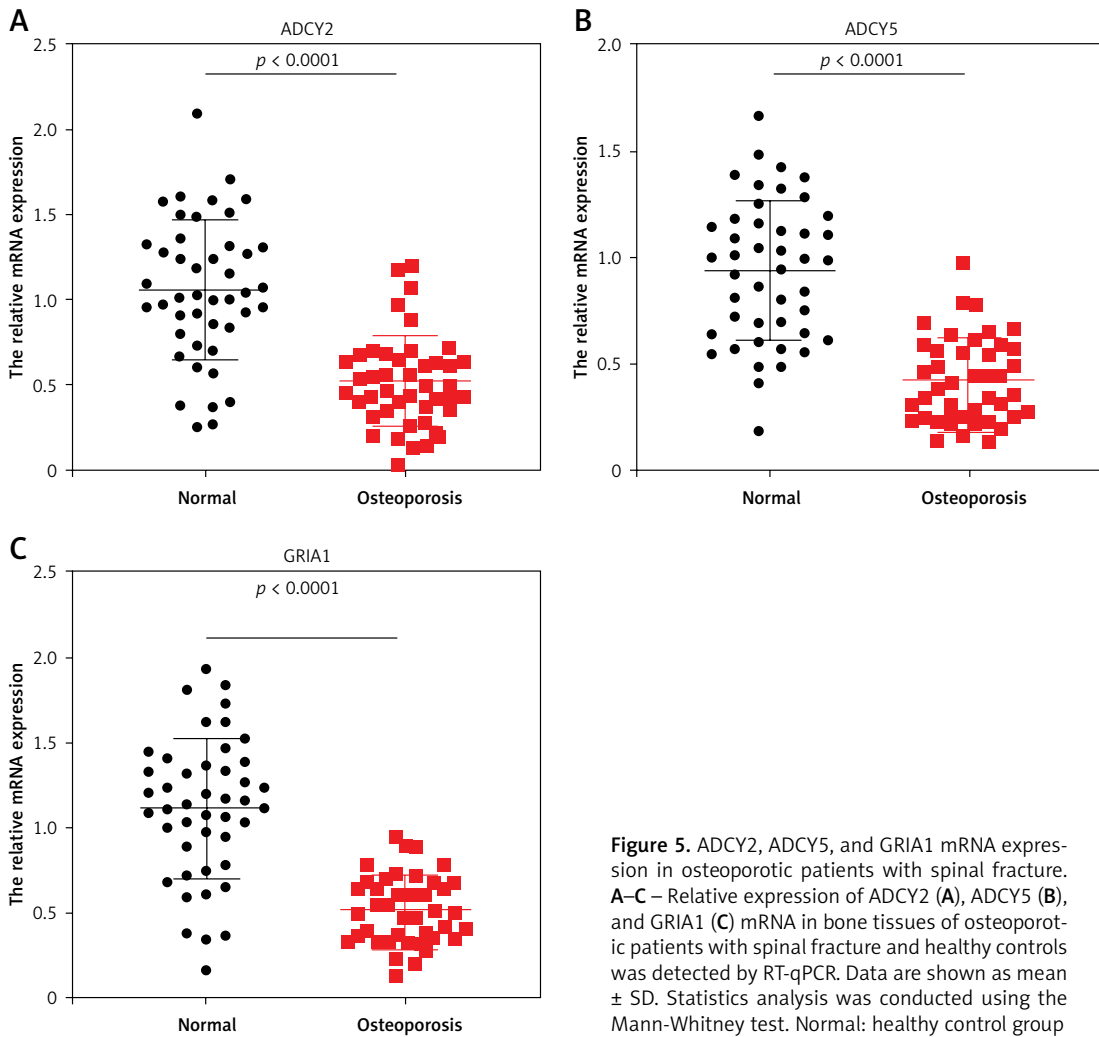 A
ADCY2
p < 0.0001
The relative mRNA expression
2.5
2.0
1.5
1.0
0.5
0
Normal
Osteoporosis
B
ADCY5
p < 0.0001
The relative mRNA expression
2.0
1.5
1.0
0.5
0
Normal
Osteoporosis
C
GRIA1
p < 0.0001
The relative mRNA expression
2.5
2.0
1.5
1.0
0.5
0
Normal
Osteoporosis
Figure 5. ADCY2, ADCY5, and GRIA1 mRNA expres-
sion in osteoporotic patients with spinal fracture.
A–C – Relative expression of ADCY2 (A), ADCY5 (B),
and GRIA1 (C) mRNA in bone tissues of osteoporot-
ic patients with spinal fracture and healthy controls
was detected by RT-qPCR. Data are shown as mean
± SD. Statistics analysis was conducted using the
Mann-Whitney test. Normal: healthy control group